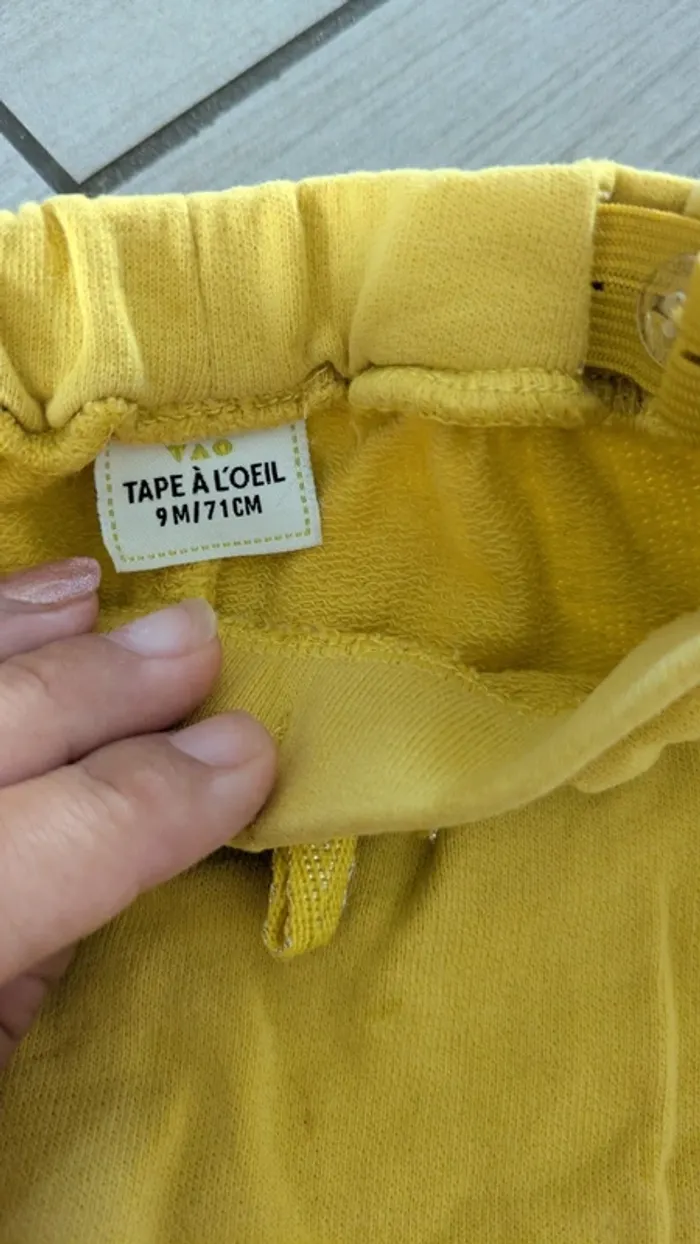 TAO
TAPE À L'OEIL
9M/71CM